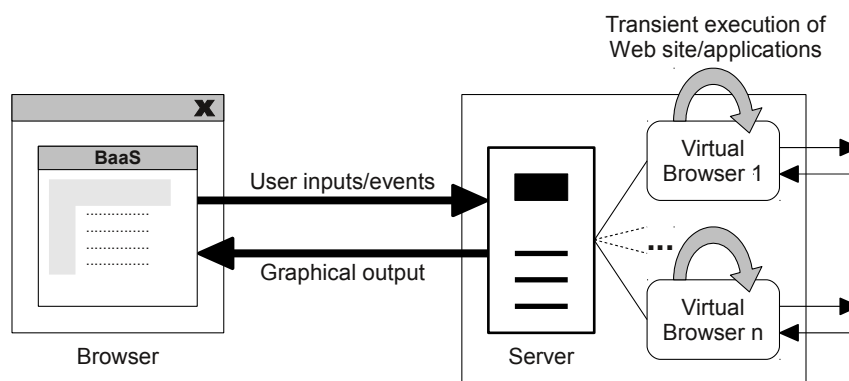 Transient execution of
Web site/applications
X
BaaS
User inputs/events
Virtual
Browser 1
...
Graphical output
Virtual
Browser n
Browser
Server